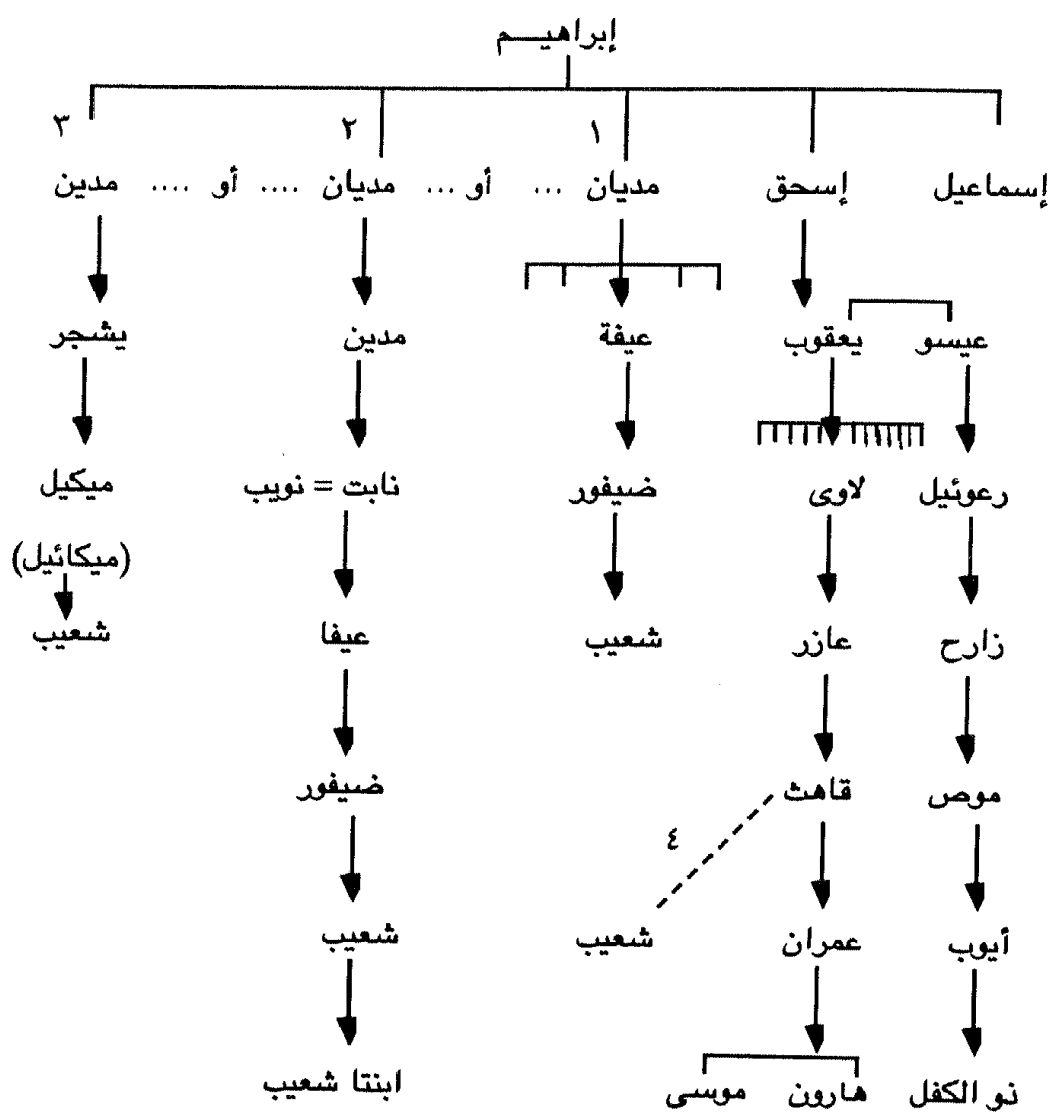 إبراهيم
١ ٢ ٣
إسماعيل إسحق مديان ... أو ... مديان .... أو .... مدين
عيسو يعقوب عيفة مدين يشجر
رعوئيل لاوى ضيفور نابت = نويب ميكيل
(ميكائيل)
زارح عازر شعيب عيفا شعيب
موص قاهث ضيفور
٤
أيوب عمران شعيب شعيب
ذو الكفل هارون موسى ابنتا شعيب